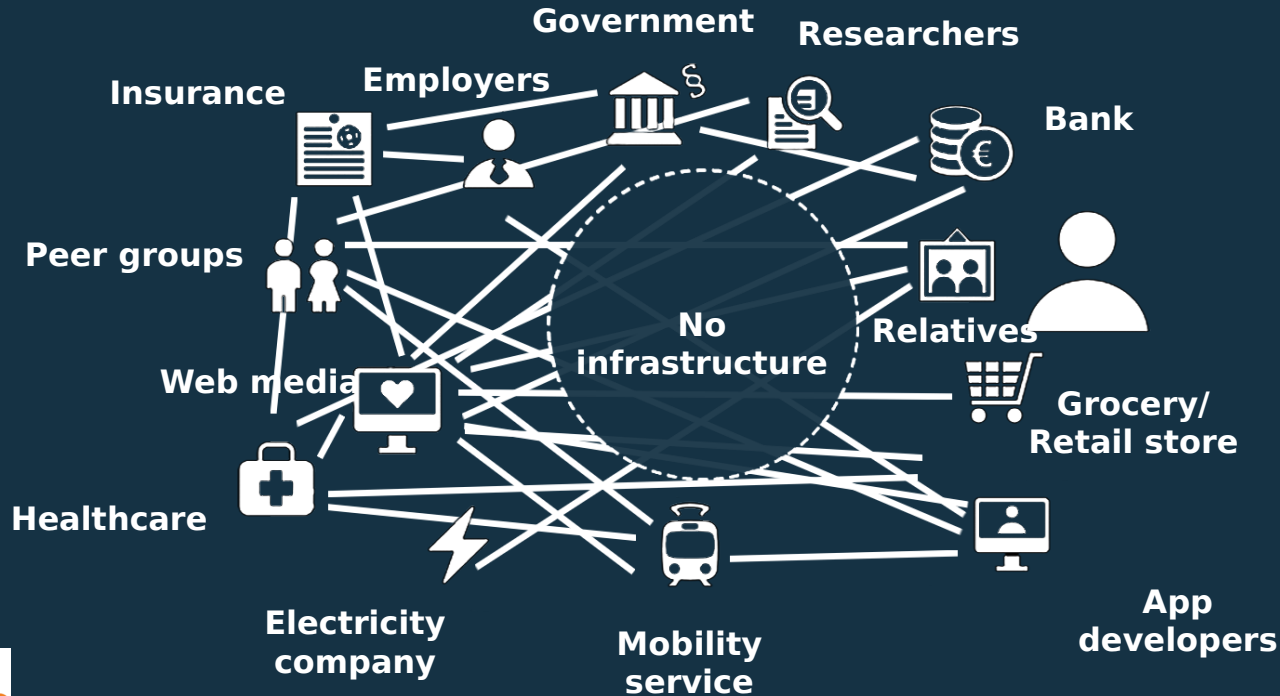 Government
Researchers
Employers
Insurance
Bank
§
€
Peer groups
No
infrastructure
Relatives
Web media
Grocery/
Retail store
Healthcare
Electricity
company
Mobility
service
App
developers